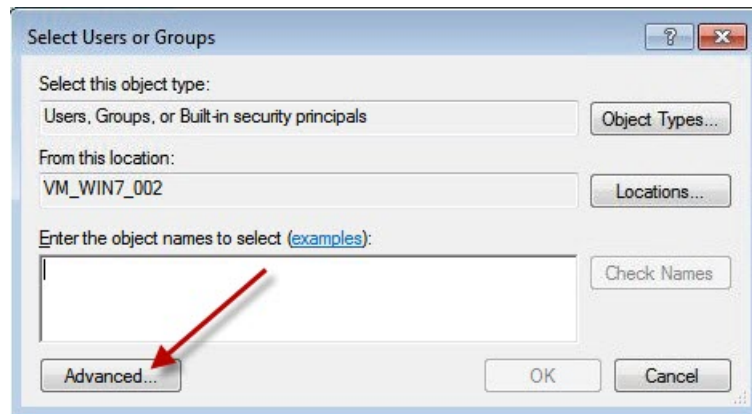 Select Users or Groups
Select this object type:
Users, Groups, or Built-in security principals
Object Types...
From this location:
VM_WIN7_002
Locations...
Enter the object names to select (examples):
Check Names
Advanced...
OK
Cancel